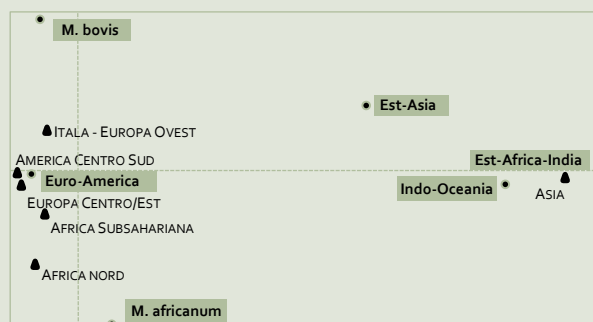 M. bovis
Est-Asia
ITALA - EUROPA OVEST
AMERICA CENTRO SUD
Est-Africa-India
Euro-America
Indo-Oceania
ASIA
EUROPA CENTRO/EST
AFRICA SUBSAHARIANA
AFRICA NORD
M. africanum